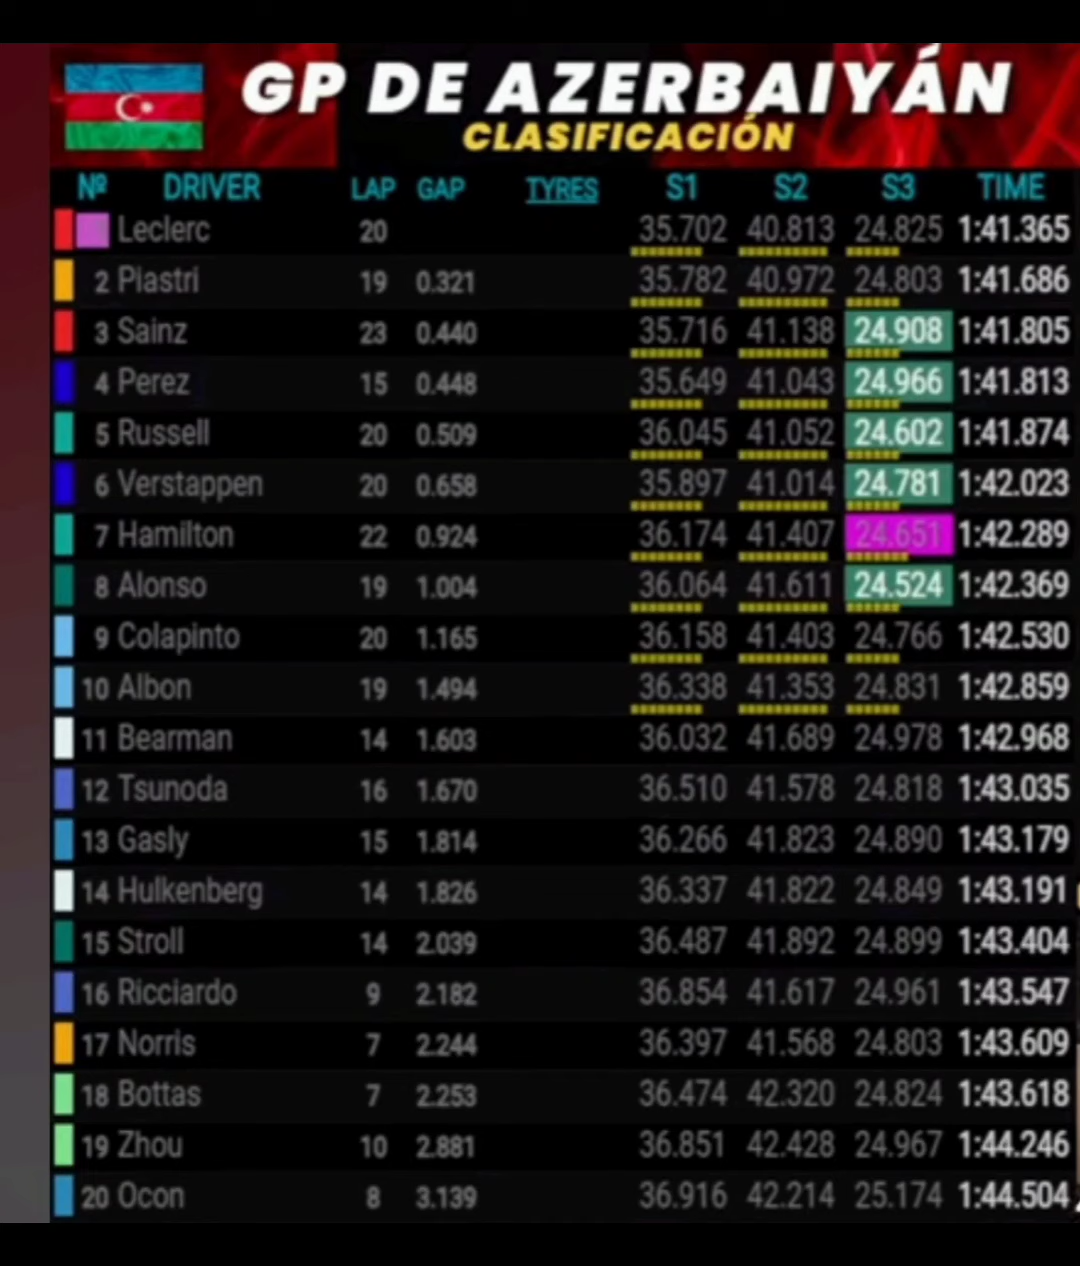 GP DE AZERBAIYÁN
CLASIFICACIÓN
Nº DRIVER LAP GAP TYRES S1 S2 S3 TIME
Leclerc 20 35.702 40.813 24.825 1:41.365
2 Piastri 19 0.321 35.782 40.972 24.803 1:41.686
3 Sainz 23 0.440 35.716 41.138 24.908 1:41.805
4 Perez 15 0.448 35.649 41.043 24.966 1:41.813
5 Russell 20 0.509 36.045 41.052 24.602 1:41.874
6 Verstappen 20 0.658 35.897 41.014 24.781 1:42.023
7 Hamilton 22 0.924 36.174 41.407 24.651 1:42.289
8 Alonso 19 1.004 36.064 41.611 24.524 1:42.369
9 Colapinto 20 1.165 36.158 41.403 24.766 1:42.530
10 Albon 19 1.494 36.338 41.353 24.831 1:42.859
11 Bearman 14 1.603 36.032 41.689 24.978 1:42.968
12 Tsunoda 16 1.670 36.510 41.578 24.818 1:43.035
13 Gasly 15 1.814 36.266 41.823 24.890 1:43.179
14 Hulkenberg 14 1.826 36.337 41.822 24.849 1:43.191
15 Stroll 14 2.039 36.487 41.892 24.899 1:43.404
16 Ricciardo 9 2.182 36.854 41.617 24.961 1:43.547
17 Norris 7 2.244 36.397 41.568 24.803 1:43.609
18 Bottas 7 2.253 36.474 42.320 24.824 1:43.618
19 Zhou 10 2.881 36.851 42.428 24.967 1:44.246
20 Ocon 8 3.139 36.916 42.214 25.174 1:44.504